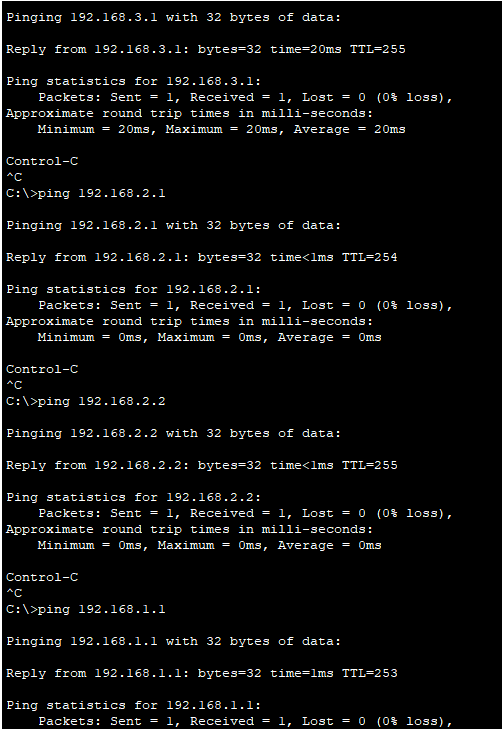 Pinging 192.168.3.1 with 32 bytes of data:
Reply from 192.168.3.1: bytes=32 time=20ms TTL=255
Ping statistics for 192.168.3.1:
    Packets: Sent = 1, Received = 1, Lost = 0 (0% loss),
Approximate round trip times in milli-seconds:
    Minimum = 20ms, Maximum = 20ms, Average = 20ms
Control-C
^C
C:\>ping 192.168.2.1
Pinging 192.168.2.1 with 32 bytes of data:
Reply from 192.168.2.1: bytes=32 time<1ms TTL=254
Ping statistics for 192.168.2.1:
    Packets: Sent = 1, Received = 1, Lost = 0 (0% loss),
Approximate round trip times in milli-seconds:
    Minimum = 0ms, Maximum = 0ms, Average = 0ms
Control-C
^C
C:\>ping 192.168.2.2
Pinging 192.168.2.2 with 32 bytes of data:
Reply from 192.168.2.2: bytes=32 time<1ms TTL=255
Ping statistics for 192.168.2.2:
    Packets: Sent = 1, Received = 1, Lost = 0 (0% loss),
Approximate round trip times in milli-seconds:
    Minimum = 0ms, Maximum = 0ms, Average = 0ms
Control-C
^C
C:\>ping 192.168.1.1
Pinging 192.168.1.1 with 32 bytes of data:
Reply from 192.168.1.1: bytes=32 time=1ms TTL=253
Ping statistics for 192.168.1.1:
    Packets: Sent = 1, Received = 1, Lost = 0 (0% loss),